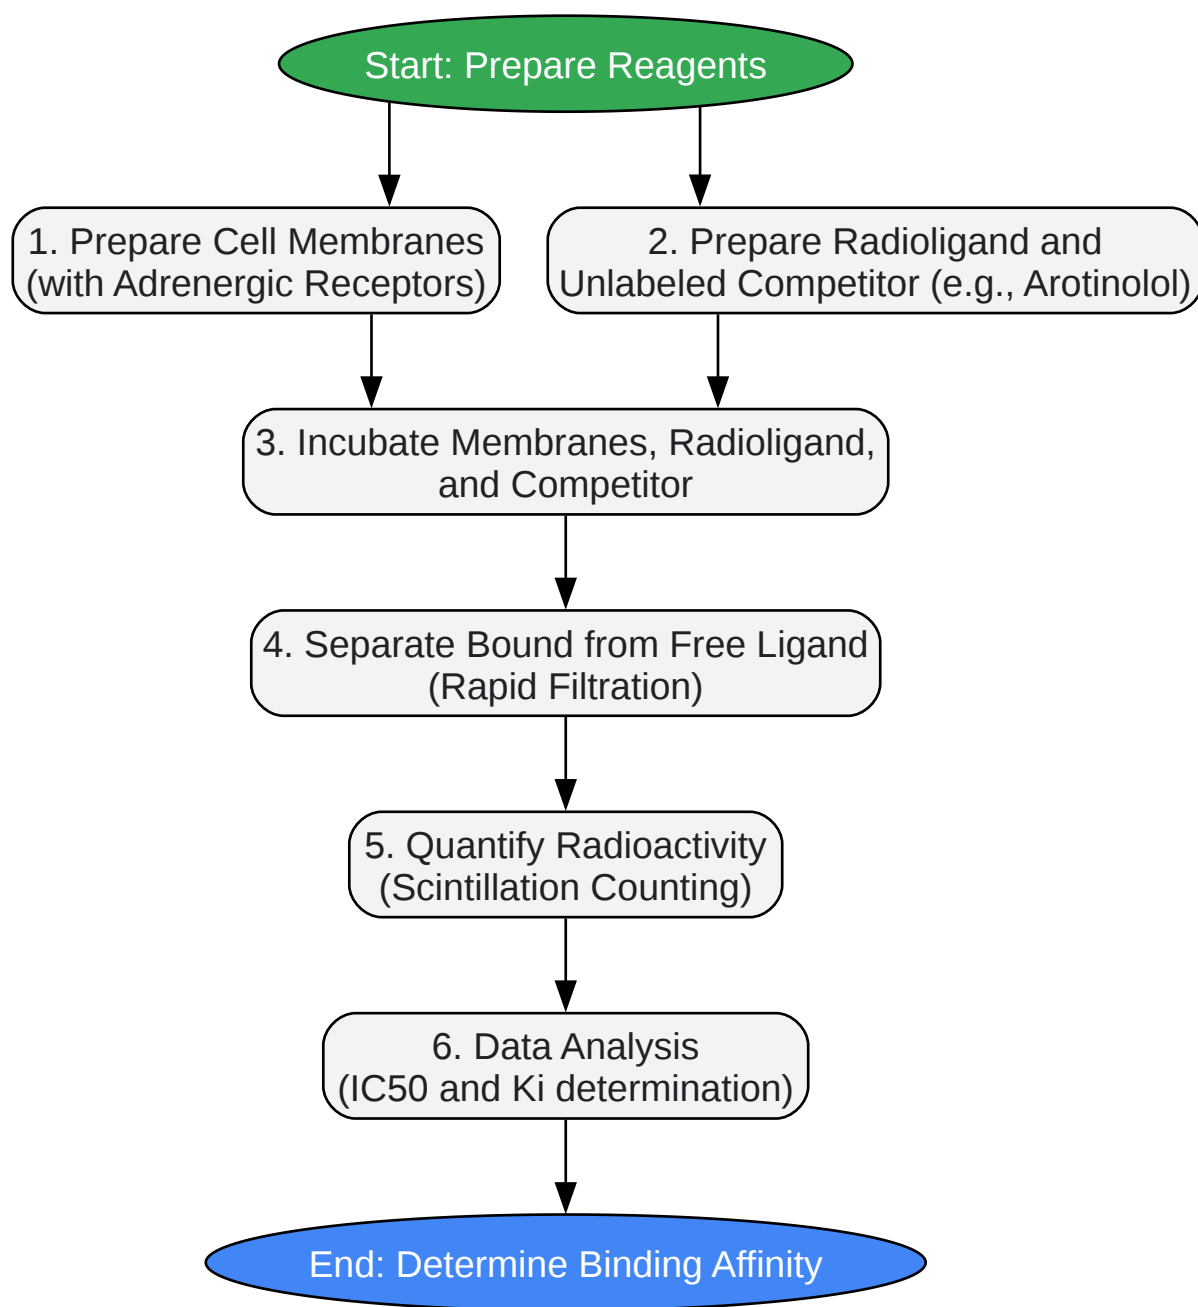 Start: Prepare Reagents
1. Prepare Cell Membranes
(with Adrenergic Receptors)
2. Prepare Radioligand and
Unlabeled Competitor (e.g., Arotinolol)
3. Incubate Membranes, Radioligand,
and Competitor
4. Separate Bound from Free Ligand
(Rapid Filtration)
5. Quantify Radioactivity
(Scintillation Counting)
6. Data Analysis
(IC50 and Ki determination)
End: Determine Binding Affinity